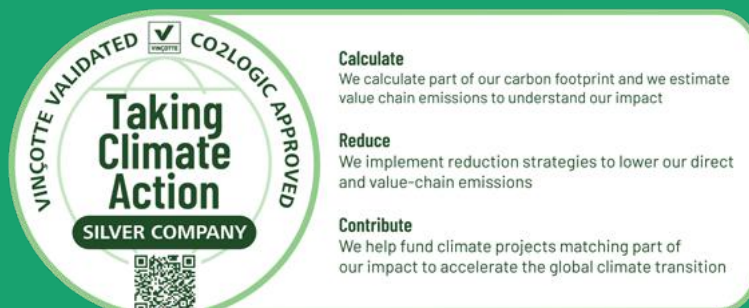 VINÇOTTE VALIDATED
VINÇOTTE
CO2LOGIC APPROVED
Taking
Climate
Action
SILVER COMPANY
Calculate
We calculate part of our carbon footprint and we estimate
value chain emissions to understand our impact
Reduce
We implement reduction strategies to lower our direct
and value-chain emissions
Contribute
We help fund climate projects matching part of
our impact to accelerate the global climate transition